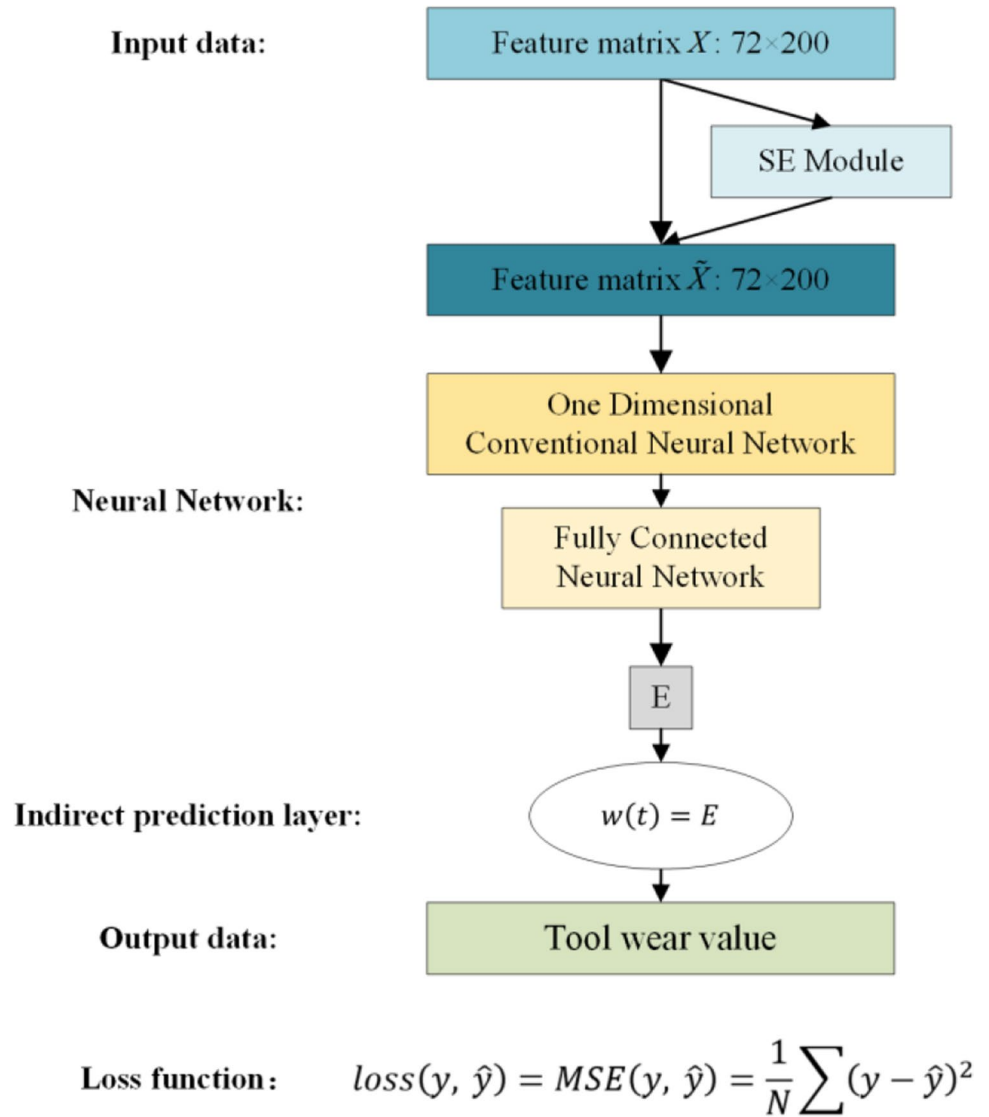 Input data:
Feature matrix X: 72×200
SE Module
Feature matrix X̃: 72×200
One Dimensional
Conventional Neural Network
Neural Network:
Fully Connected
Neural Network
E
Indirect prediction layer:
w(t) = E
Output data:
Tool wear value
Loss function：
loss(y, ŷ) = MSE(y, ŷ) = 1/N ∑(y − ŷ)²